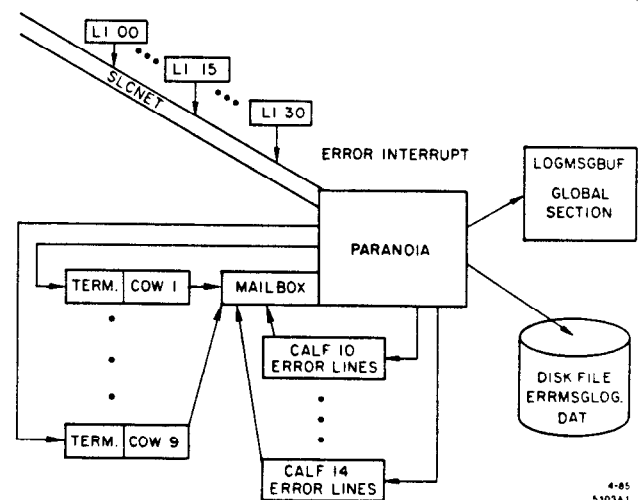 LI 00
LI 15
SLCNET
LI 30
ERROR INTERRUPT
LOGMSGBUF
GLOBAL
SECTION
PARANOIA
TERM. COW 1
MAILBOX
CALF 10
ERROR LINES
DISK FILE
ERRMSGLOG.
DAT
TERM. COW 9
CALF 14
ERROR LINES
4-85
5103A1